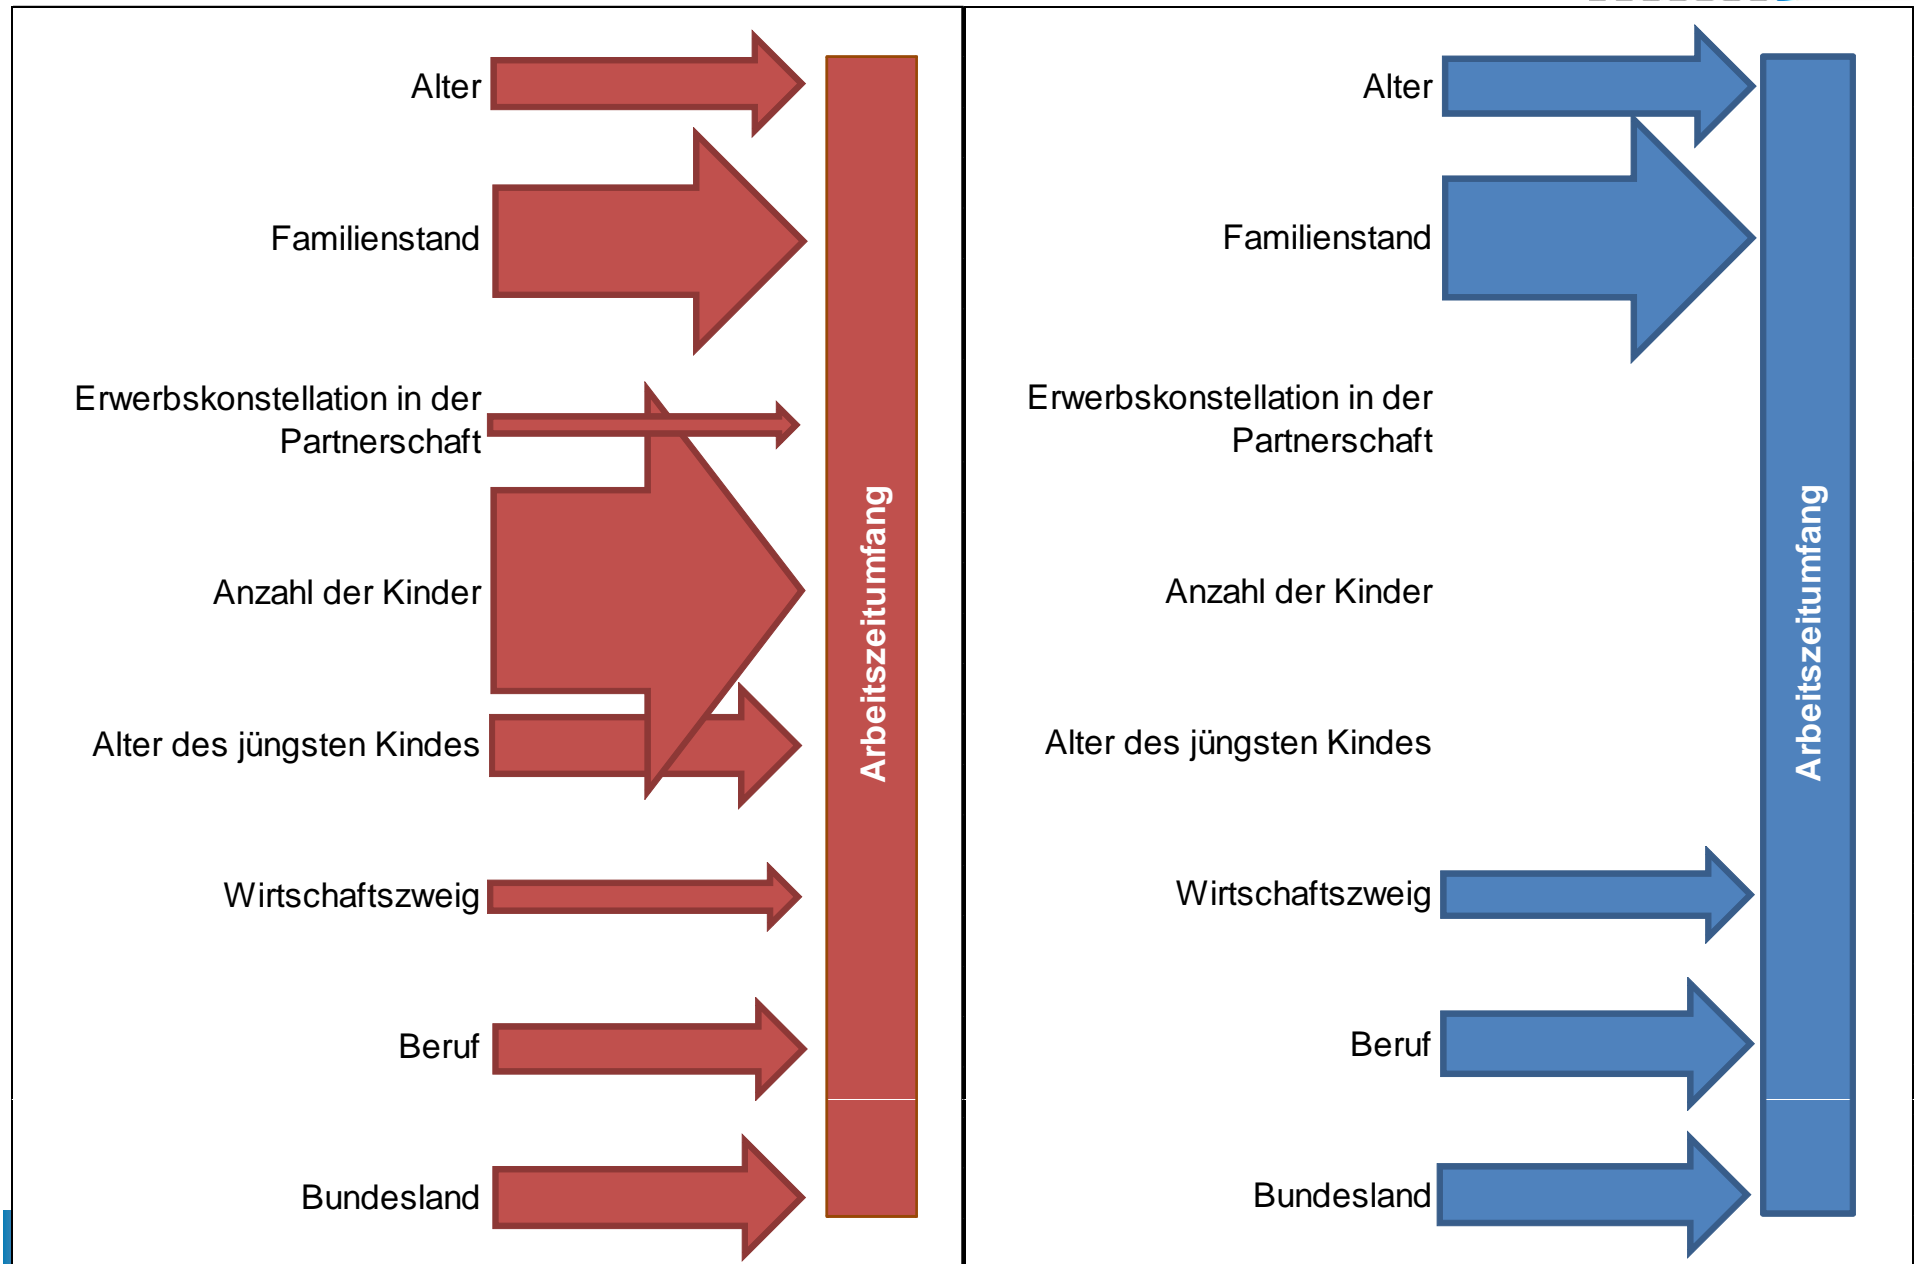 Alter
Familienstand
Erwerbskonstellation in der
Partnerschaft
Anzahl der Kinder
Alter des jüngsten Kindes
Wirtschaftszweig
Beruf
Bundesland
Arbeitszeitumfang
Alter
Familienstand
Erwerbskonstellation in der
Partnerschaft
Anzahl der Kinder
Alter des jüngsten Kindes
Wirtschaftszweig
Beruf
Bundesland
Arbeitszeitumfang